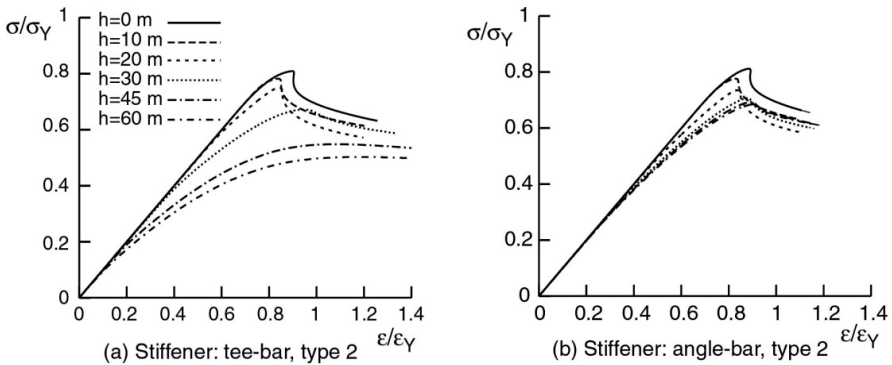 σ/σY
1
0.8
0.6
0.4
0.2
0
h=0 m
h=10 m
h=20 m
h=30 m
h=45 m
h=60 m
0 0.2 0.4 0.6 0.8 1 1.2 1.4
ε/εY
(a) Stiffener: tee-bar, type 2
σ/σY
1
0.8
0.6
0.4
0.2
0
0 0.2 0.4 0.6 0.8 1 1.2 1.4
ε/εY
(b) Stiffener: angle-bar, type 2